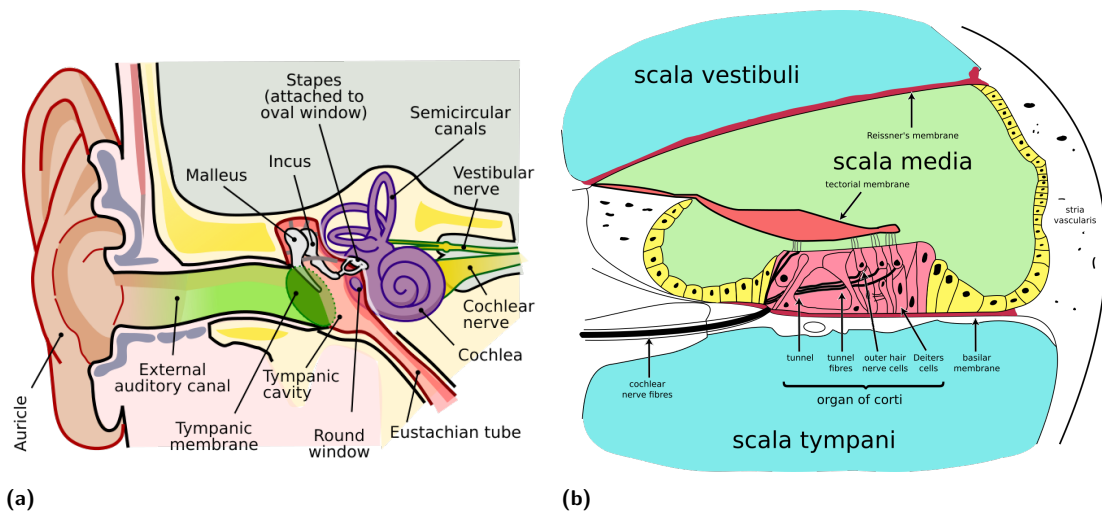 Stapes
(attached to
oval window)
Semicircular
canals
Incus
Malleus
Vestibular
nerve
Cochlear
nerve
Cochlea
External
auditory canal
Tympanic
cavity
Auricle
Tympanic
membrane
Round
window
Eustachian tube
(a)
scala vestibuli
Reissner's membrane
scala media
tectorial membrane
stria
vascularis
tunnel
tunnel
fibres
outer hair
nerve cells
Deiters
cells
basilar
membrane
cochlear
nerve fibres
organ of corti
scala tympani
(b)